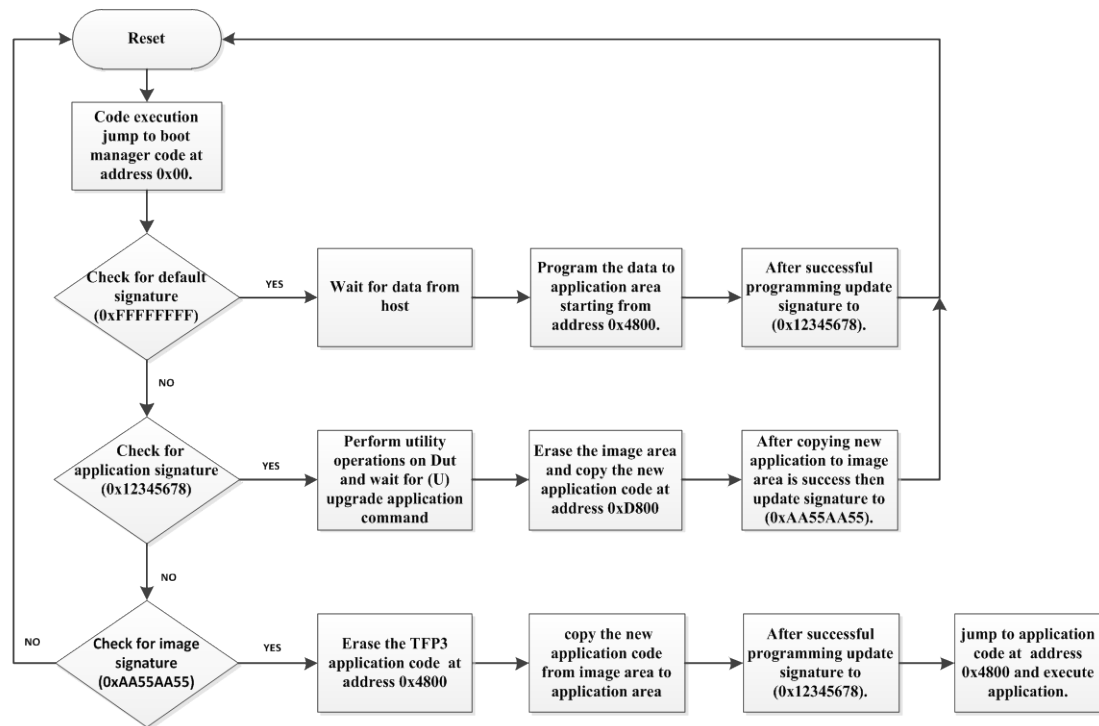 Reset
Code execution
jump to boot
manager code at
address 0x00.
Check for default
signature
(0xFFFFFFFF)
YES
Wait for data from
host
Program the data to
application area
starting from
address 0x4800.
After successful
programming update
signature to
(0x12345678).
NO
Check for
application signature
(0x12345678)
YES
Perform utility
operations on Dut
and wait for (U)
upgrade application
command
Erase the image area
and copy the new
application code at
address 0xD800
After copying new
application to image
area is success then
update signature to
(0xAA55AA55).
NO
NO
Check for image
signature
(0xAA55AA55)
YES
Erase the TFP3
application code at
address 0x4800
copy the new
application code
from image area to
application area
After successful
programming update
signature to
(0x12345678).
jump to application
code at address
0x4800 and execute
application.